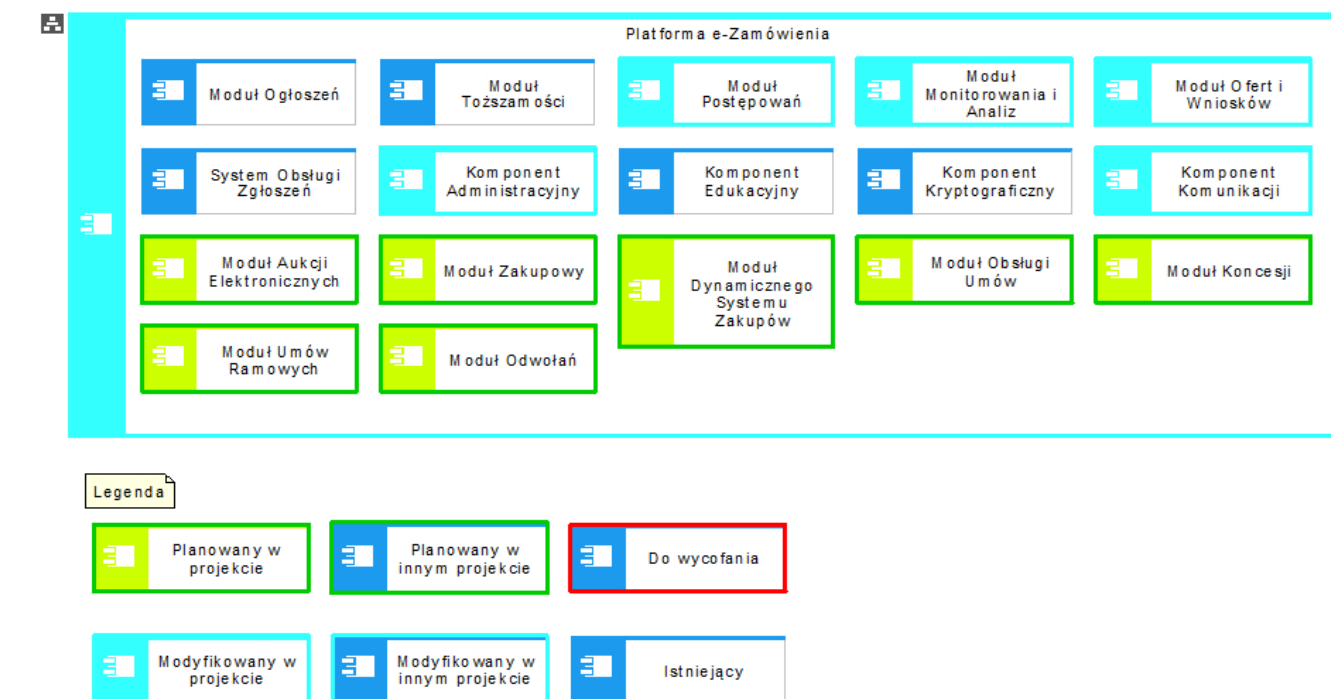 Platforma e-Zamówienia
Moduł Ogłoszeń
Moduł
Tożsamości
Moduł
Postępowań
Moduł
Monitorowania i
Analiz
Moduł Ofert i
Wniosków
System Obsługi
Zgłoszeń
Komponent
Administracyjny
Komponent
Edukacyjny
Komponent
Kryptograficzny
Komponent
Komunikacji
Moduł Aukcji
Elektronicznych
Moduł Zakupowy
Moduł
Dynamicznego
Systemu
Zakupów
Moduł Obsługi
Umów
Moduł Koncesji
Moduł Umów
Ramowych
Moduł Odwołań
Legenda
Planowany w
projekcie
Planowany w
innym projekcie
Do wycofania
Modyfikowany w
projekcie
Modyfikowany w
innym projekcie
Istniejący